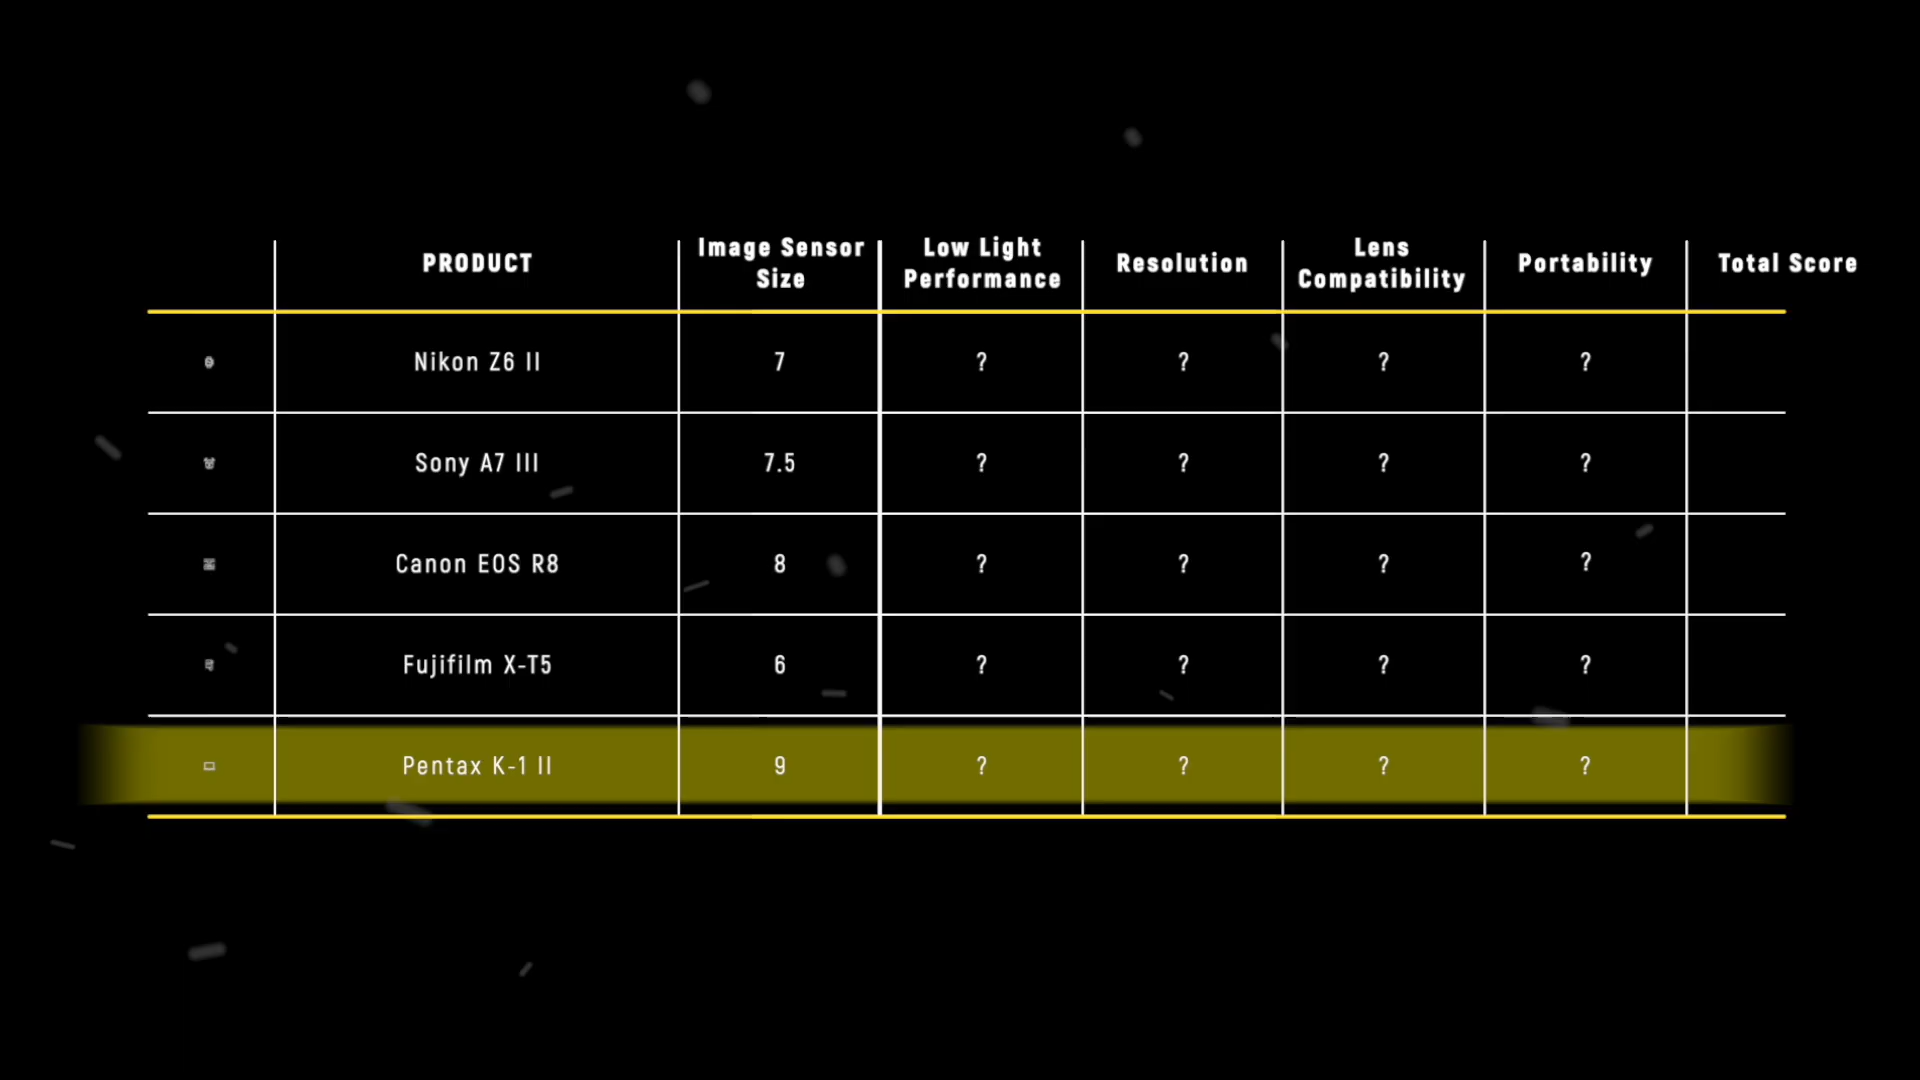 PRODUCT
Image Sensor
Size
Low Light
Performance
Resolution
Lens
Compatibility
Portability
Total Score
Nikon Z6 II 7 ? ? ? ?
Sony A7 III 7.5 ? ? ? ?
Canon EOS R8 8 ? ? ? ?
Fujifilm X-T5 6 ? ? ? ?
Pentax K-1 II 9 ? ? ? ?